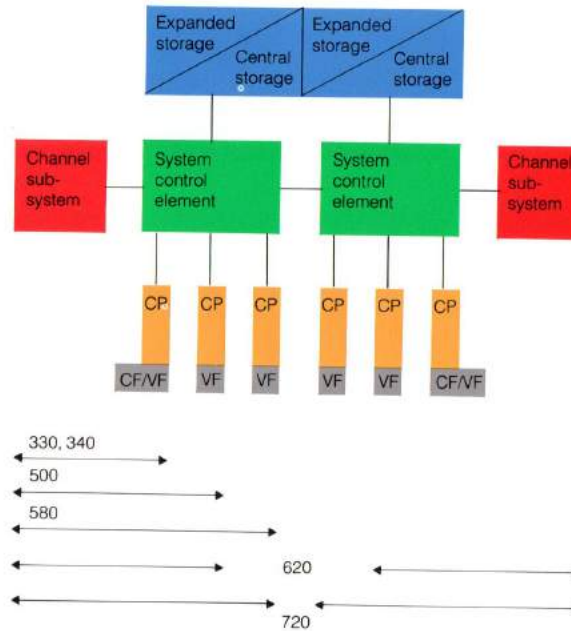 Expanded
storage
Central
storage
Expanded
storage
Central
storage
Channel
sub-
system
System
control
element
System
control
element
Channel
sub-
system
CP
CP
CP
CP
CP
CP
CF/VF
VF
VF
VF
VF
CF/VF
330, 340
500
580
620
720